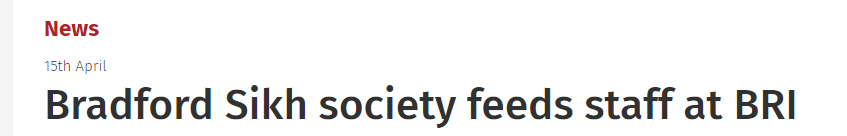 News
15th April
Bradford Sikh society feeds staff at BRI